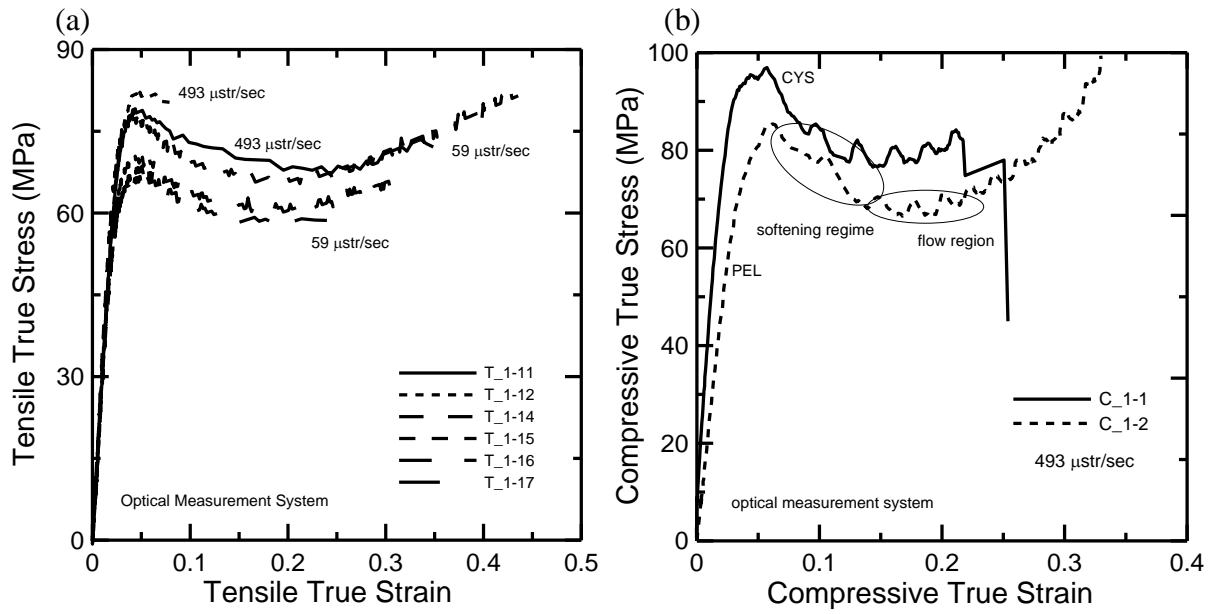 (a)
90
60
30
0
0
0.1
0.2
0.3
0.4
0.5
Tensile True Stress (MPa)
Tensile True Strain
493 μstr/sec
493 μstr/sec
59 μstr/sec
59 μstr/sec
T_1-11
T_1-12
T_1-14
T_1-15
T_1-16
T_1-17
Optical Measurement System
(b)
100
80
60
40
20
0
0
0.1
0.2
0.3
0.4
Compressive True Stress (MPa)
Compressive True Strain
CYS
softening regime
flow region
PEL
C_1-1
C_1-2
493 μstr/sec
optical measurement system